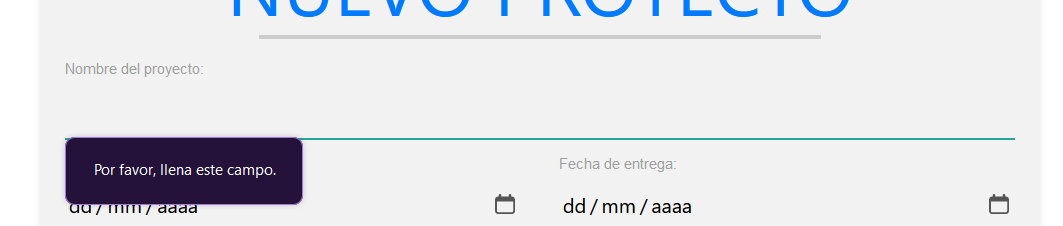 NUEVO PROYECTO
Nombre del proyecto:
Por favor, llena este campo.
Fecha de entrega:
dd / mm / aaaa
dd / mm / aaaa